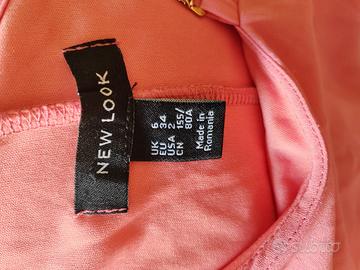 NEW LOOK
UK 6
EU 34
USA 2
CN 155/
80A
Made in
Romania
subito